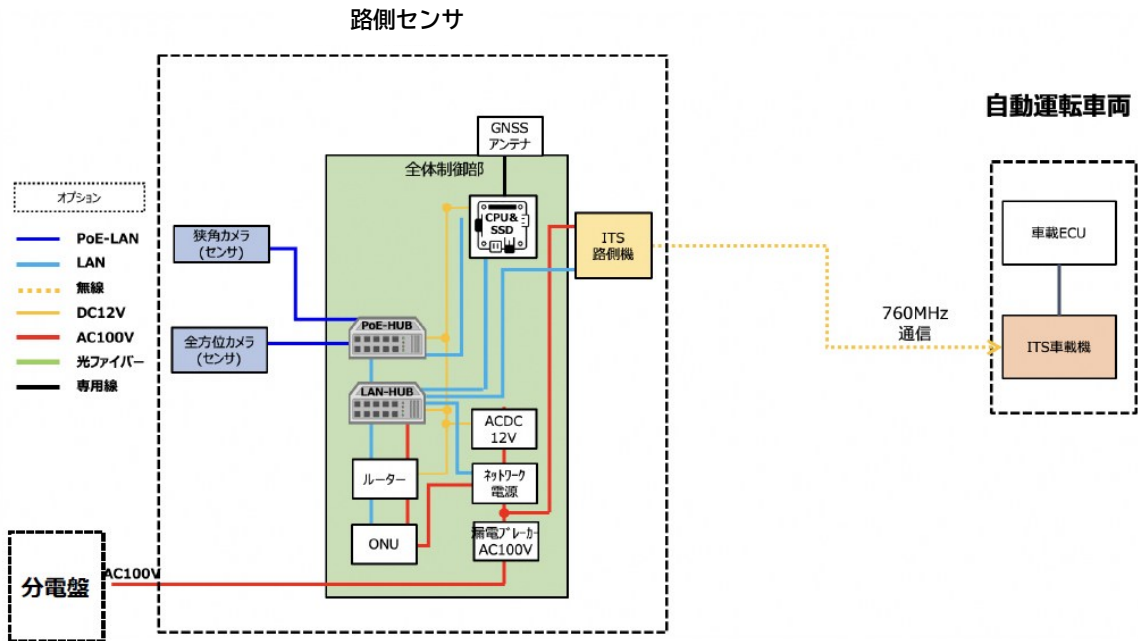 路側センサ
自動運転車両
GNSS
アンテナ
全体制御部
オプション
PoE-LAN
LAN
無線
DC12V
AC100V
光ファイバー
専用線
狭角カメラ
(センサ)
全方位カメラ
(センサ)
CPU&
SSD
ITS
路側機
PoE-HUB
LAN-HUB
ACDC
12V
ルーター
ネットワーク
電源
ONU
漏電ブレーカー
AC100V
760MHz
通信
車載ECU
ITS車載機
分電盤
AC100V